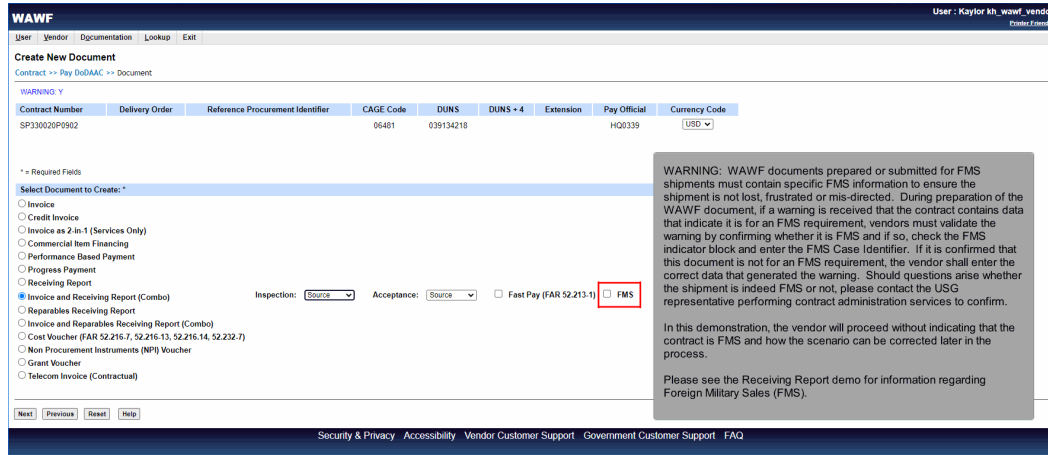 WAWF
User : Kaylor kh_wawf_vendo
Printer Friend
User Vendor Documentation Lookup Exit
Create New Document
Contract >> Pay DoDAAC >> Document
WARNING: Y
Contract Number Delivery Order Reference Procurement Identifier CAGE Code DUNS DUNS + 4 Extension Pay Official Currency Code
SP330020P0902 06481 039134218 HQ0339 USD
* = Required Fields
Select Document to Create: *
Invoice
Credit Invoice
Invoice as 2-in-1 (Services Only)
Commercial Item Financing
Performance Based Payment
Progress Payment
Receiving Report
Invoice and Receiving Report (Combo) Inspection: Source Acceptance: Source Fast Pay (FAR 52.213-1) FMS
Reparables Receiving Report
Invoice and Reparables Receiving Report (Combo)
Cost Voucher (FAR 52.216-7, 52.216-13, 52.216.14, 52.232-7)
Non Procurement Instruments (NPI) Voucher
Grant Voucher
Telecom Invoice (Contractual)
WARNING: WAWF documents prepared or submitted for FMS
shipments must contain specific FMS information to ensure the
shipment is not lost, frustrated or mis-directed. During preparation of the
WAWF document, if a warning is received that the contract contains data
that indicate it is for an FMS requirement, vendors must validate the
warning by confirming whether it is FMS and if so, check the FMS
indicator block and enter the FMS Case Identifier. If it is confirmed that
this document is not for an FMS requirement, the vendor shall enter the
correct data that generated the warning. Should questions arise whether
the shipment is indeed FMS or not, please contact the USG
representative performing contract administration services to confirm.
In this demonstration, the vendor will proceed without indicating that the
contract is FMS and how the scenario can be corrected later in the
process.
Please see the Receiving Report demo for information regarding
Foreign Military Sales (FMS).
Next Previous Reset Help
Security & Privacy Accessibility Vendor Customer Support Government Customer Support FAQ